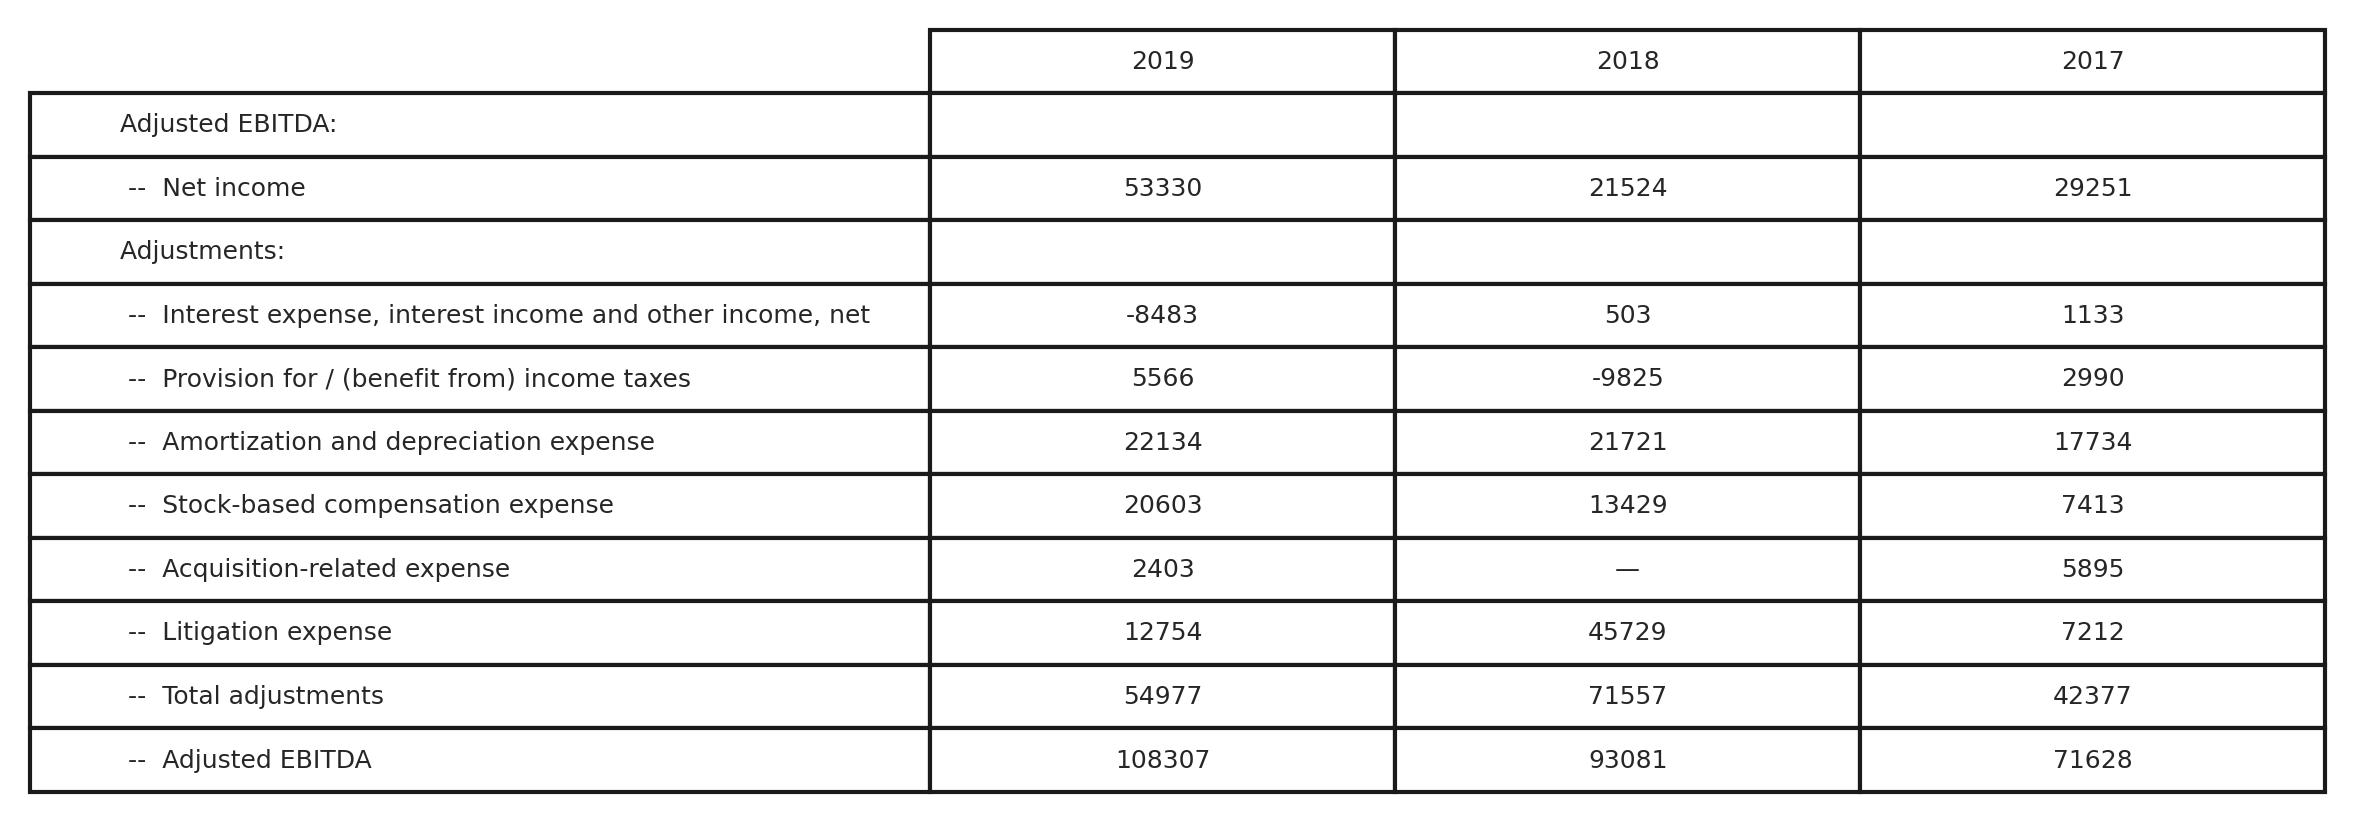 2019 2018 2017
Adjusted EBITDA:
-- Net income 53330 21524 29251
Adjustments:
-- Interest expense, interest income and other income, net -8483 503 1133
-- Provision for / (benefit from) income taxes 5566 -9825 2990
-- Amortization and depreciation expense 22134 21721 17734
-- Stock-based compensation expense 20603 13429 7413
-- Acquisition-related expense 2403 — 5895
-- Litigation expense 12754 45729 7212
-- Total adjustments 54977 71557 42377
-- Adjusted EBITDA 108307 93081 71628